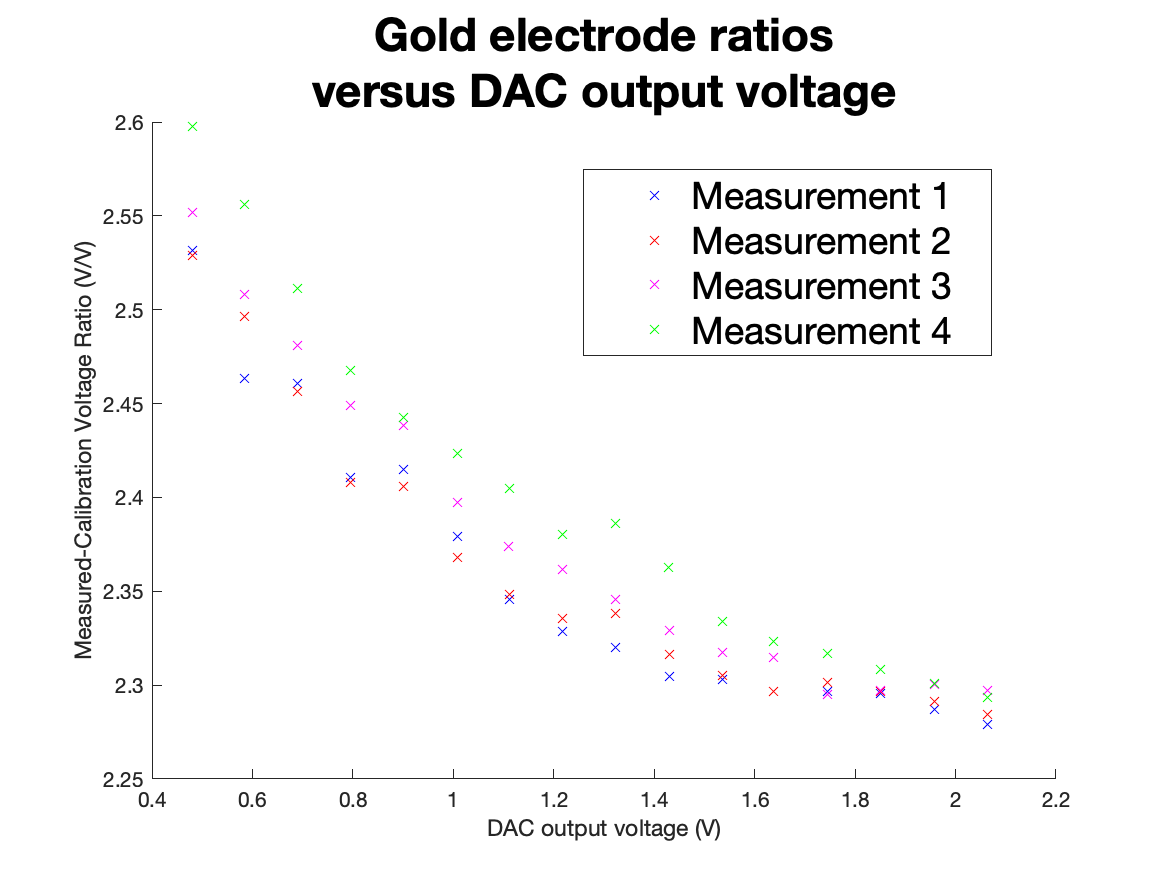 Gold electrode ratios
versus DAC output voltage
Measured-Calibration Voltage Ratio (V/V)
2.6
2.55
2.5
2.45
2.4
2.35
2.3
2.25
Measurement 1
Measurement 2
Measurement 3
Measurement 4
0.4 0.6 0.8 1 1.2 1.4 1.6 1.8 2 2.2
DAC output voltage (V)